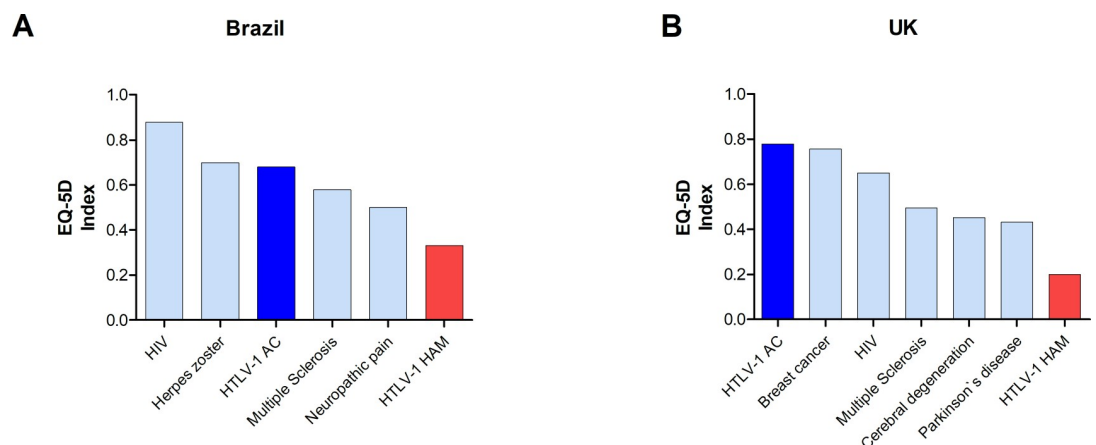 A
Brazil
EQ-5D
Index
1.0
0.8
0.6
0.4
0.2
0.0
HIV
Herpes zoster
HTLV-1 AC
Multiple Sclerosis
Neuropathic pain
HTLV-1 HAM
B
UK
EQ-5D
Index
1.0
0.8
0.6
0.4
0.2
0.0
HTLV-1 AC
Breast cancer
HIV
Multiple Sclerosis
Cerebral degeneration
Parkinson`s disease
HTLV-1 HAM